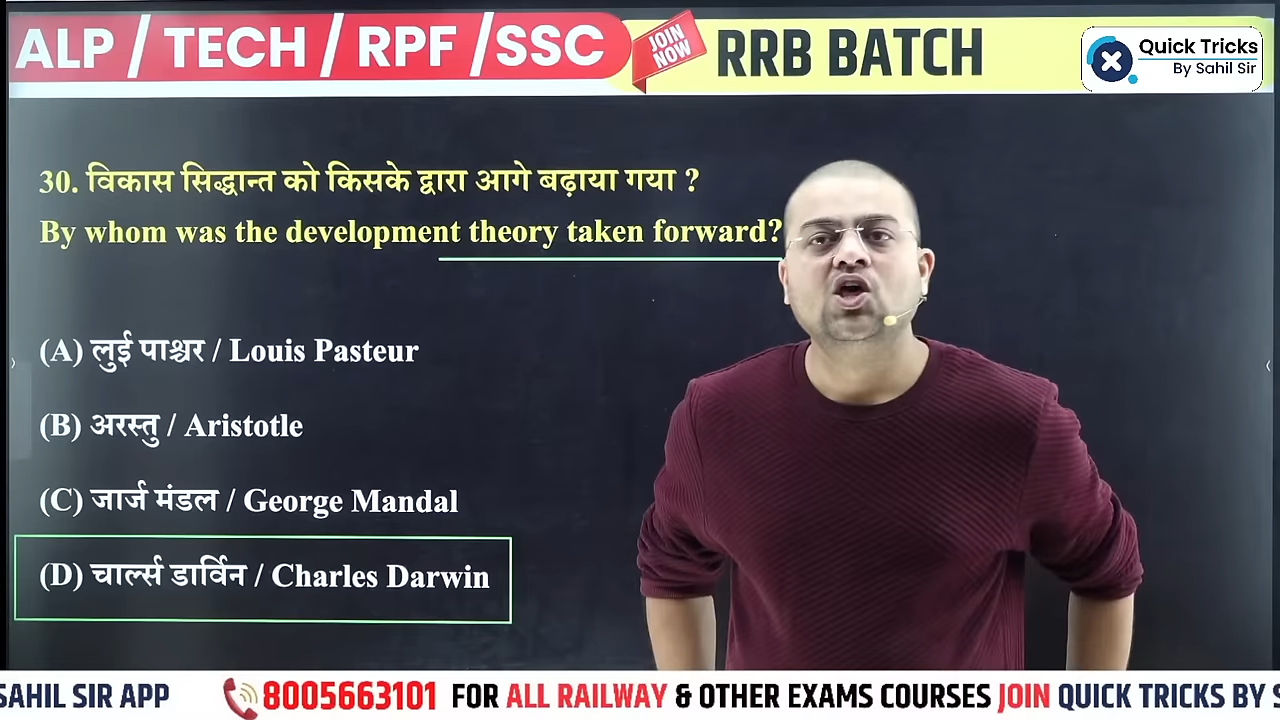 ALP / TECH / RPF / SSC JOIN NOW RRB BATCH
Quick Tricks
By Sahil Sir
30. विकास सिद्धान्त को किसके द्वारा आगे बढ़ाया गया ?
By whom was the development theory taken forward?
(A) लुई पाश्चर / Louis Pasteur
(B) अरस्तु / Aristotle
(C) जार्ज मंडल / George Mandal
(D) चार्ल्स डार्विन / Charles Darwin
SAHIL SIR APP 8005663101 FOR ALL RAILWAY & OTHER EXAMS COURSES JOIN QUICK TRICKS BY S